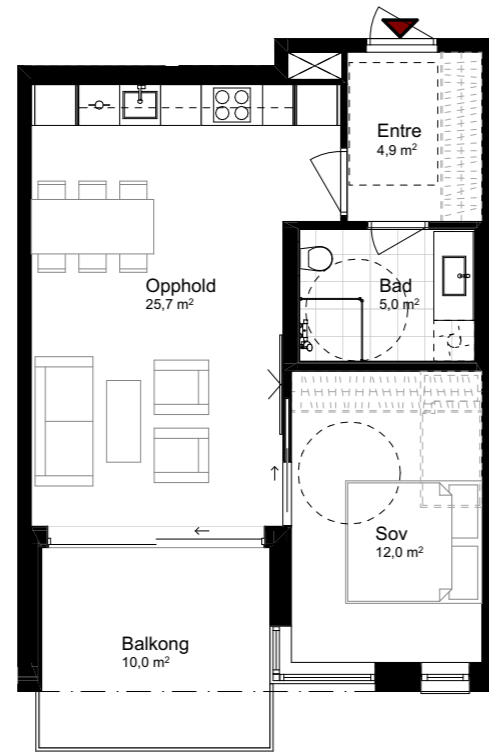 Entre
4,9 m²
Opphold
25,7 m²
Bad
5,0 m²
Sov
12,0 m²
Balkong
10,0 m²